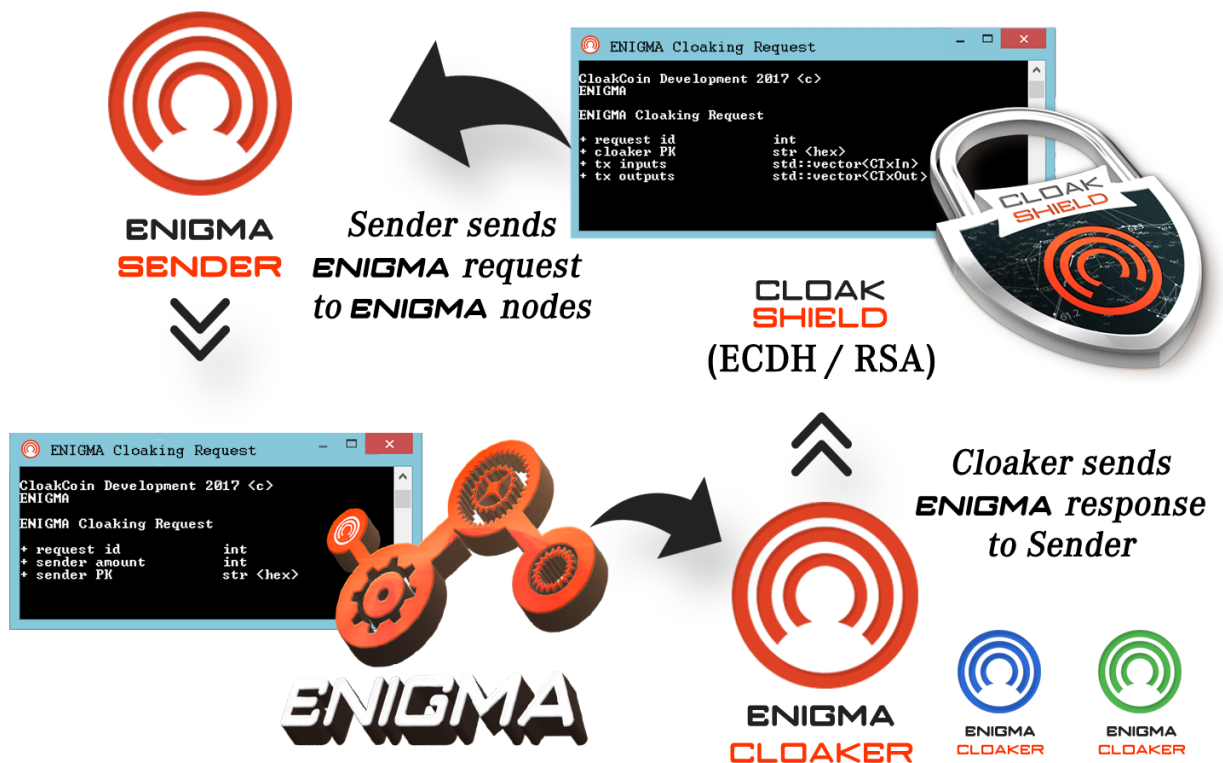 ENIGMA
SENDER
Sender sends
ENIGMA request
to ENIGMA nodes
ENIGMA Cloaking Request
CloakCoin Development 2017 <c>
ENIGMA
ENIGMA Cloaking Request
+ request id int
+ cloaker PK str <hex>
+ tx inputs std::vector<CTxIn>
+ tx outputs std::vector<CTxOut>
CLOAK
SHIELD
61.2
CLOAK
SHIELD
(ECDH / RSA)
ENIGMA Cloaking Request
CloakCoin Development 2017 <c>
ENIGMA
ENIGMA Cloaking Request
+ request id int
+ sender amount int
+ sender PK str <hex>
ENIGMA
Cloaker sends
ENIGMA response
to Sender
ENIGMA
CLOAKER
ENIGMA
CLOAKER
ENIGMA
CLOAKER